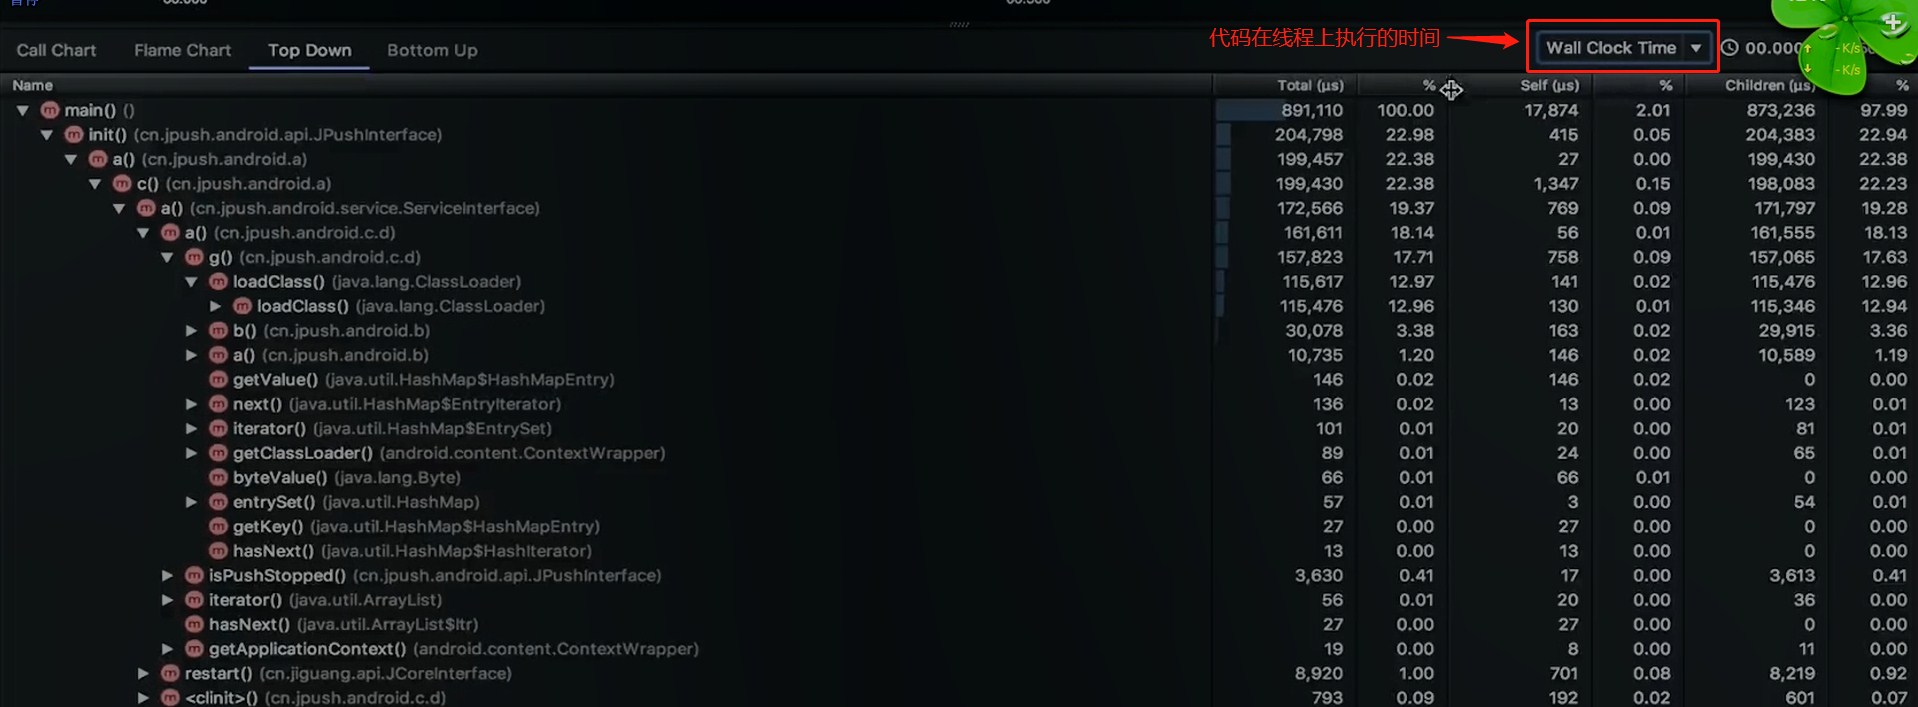 代码在线程上执行的时间
Call Chart Flame Chart Top Down Bottom Up Wall Clock Time 00.000
- K/s
- K/s
Name Total (μs) % Self (μs) % Children (μs) %
main() () 891,110 100.00 17,874 2.01 873,236 97.99
init() (cn.jpush.android.api.JPushInterface) 204,798 22.98 415 0.05 204,383 22.94
a() (cn.jpush.android.a) 199,457 22.38 27 0.00 199,430 22.38
c() (cn.jpush.android.a) 199,430 22.38 1,347 0.15 198,083 22.23
a() (cn.jpush.android.service.ServiceInterface) 172,566 19.37 769 0.09 171,797 19.28
a() (cn.jpush.android.c.d) 161,611 18.14 56 0.01 161,555 18.13
g() (cn.jpush.android.c.d) 157,823 17.71 758 0.09 157,065 17.63
loadClass() (java.lang.ClassLoader) 115,617 12.97 141 0.02 115,476 12.96
loadClass() (java.lang.ClassLoader) 115,476 12.96 130 0.01 115,346 12.94
b() (cn.jpush.android.b) 30,078 3.38 163 0.02 29,915 3.36
a() (cn.jpush.android.b) 10,735 1.20 146 0.02 10,589 1.19
getValue() (java.util.HashMap$HashMapEntry) 146 0.02 146 0.02 0 0.00
next() (java.util.HashMap$EntryIterator) 136 0.02 13 0.00 123 0.01
iterator() (java.util.HashMap$EntrySet) 101 0.01 20 0.00 81 0.01
getClassLoader() (android.content.ContextWrapper) 89 0.01 24 0.00 65 0.01
byteValue() (java.lang.Byte) 66 0.01 66 0.01 0 0.00
entrySet() (java.util.HashMap) 57 0.01 3 0.00 54 0.01
getKey() (java.util.HashMap$HashMapEntry) 27 0.00 27 0.00 0 0.00
hasNext() (java.util.HashMap$HashIterator) 13 0.00 13 0.00 0 0.00
isPushStopped() (cn.jpush.android.api.JPushInterface) 3,630 0.41 17 0.00 3,613 0.41
iterator() (java.util.ArrayList) 56 0.01 20 0.00 36 0.00
hasNext() (java.util.ArrayList$Itr) 27 0.00 27 0.00 0 0.00
getApplicationContext() (android.content.ContextWrapper) 19 0.00 8 0.00 11 0.00
restart() (cn.jiguang.api.JCoreInterface) 8,920 1.00 701 0.08 8,219 0.92
<clinit>() (cn.jpush.android.c.d) 793 0.09 192 0.02 601 0.07